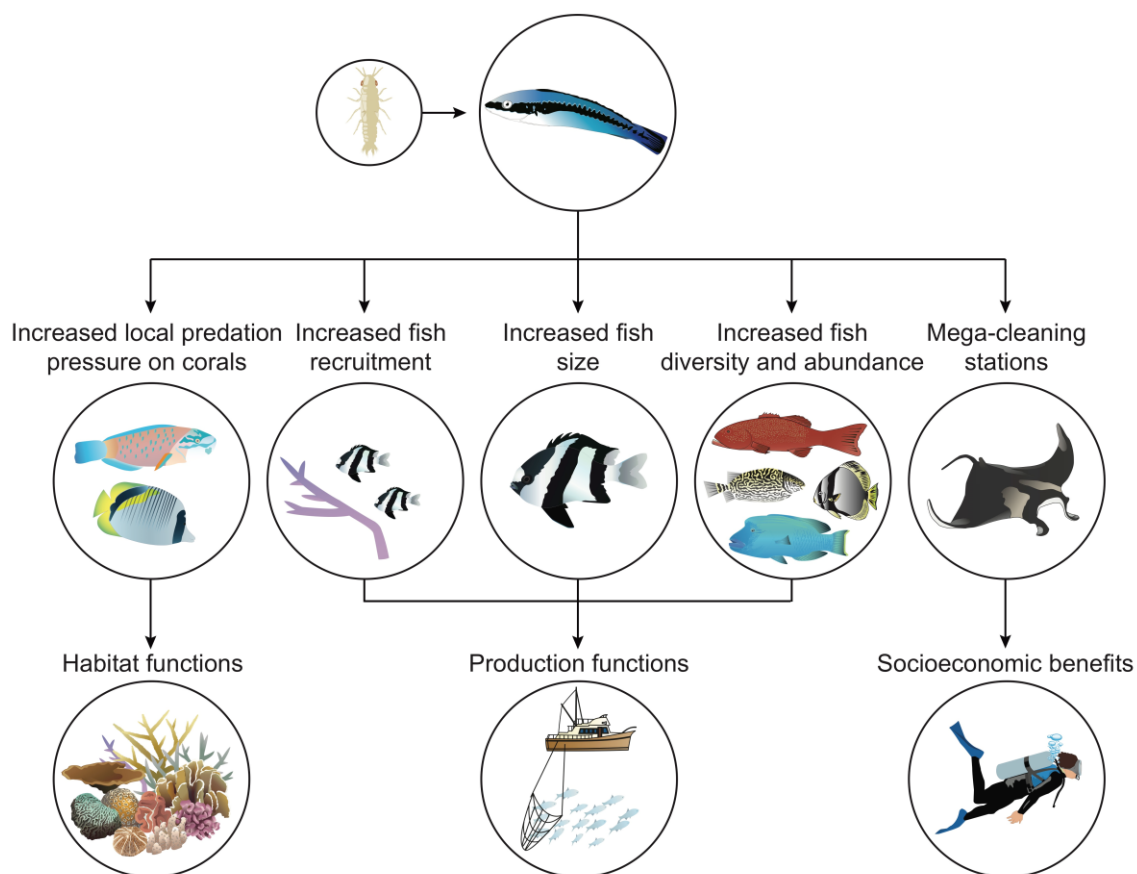 Increased local predation
pressure on corals
Increased fish
recruitment
Increased fish
size
Increased fish
diversity and abundance
Mega-cleaning
stations
Habitat functions
Production functions
Socioeconomic benefits